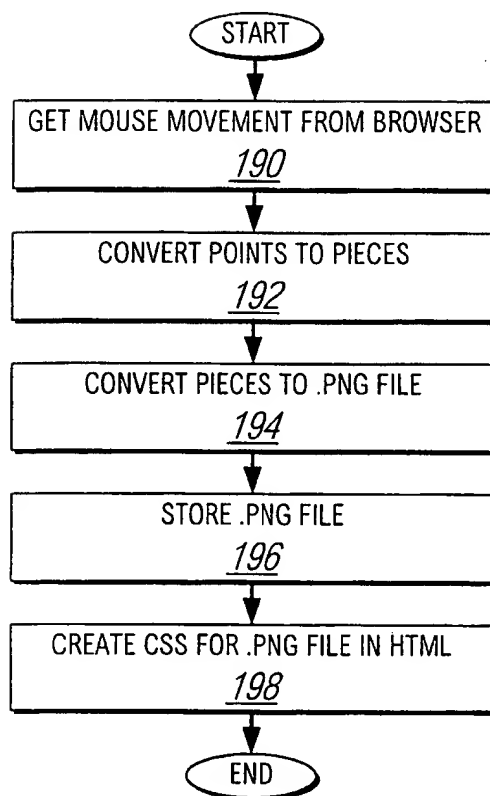 START
GET MOUSE MOVEMENT FROM BROWSER
190
CONVERT POINTS TO PIECES
192
CONVERT PIECES TO .PNG FILE
194
STORE .PNG FILE
196
CREATE CSS FOR .PNG FILE IN HTML
198
END